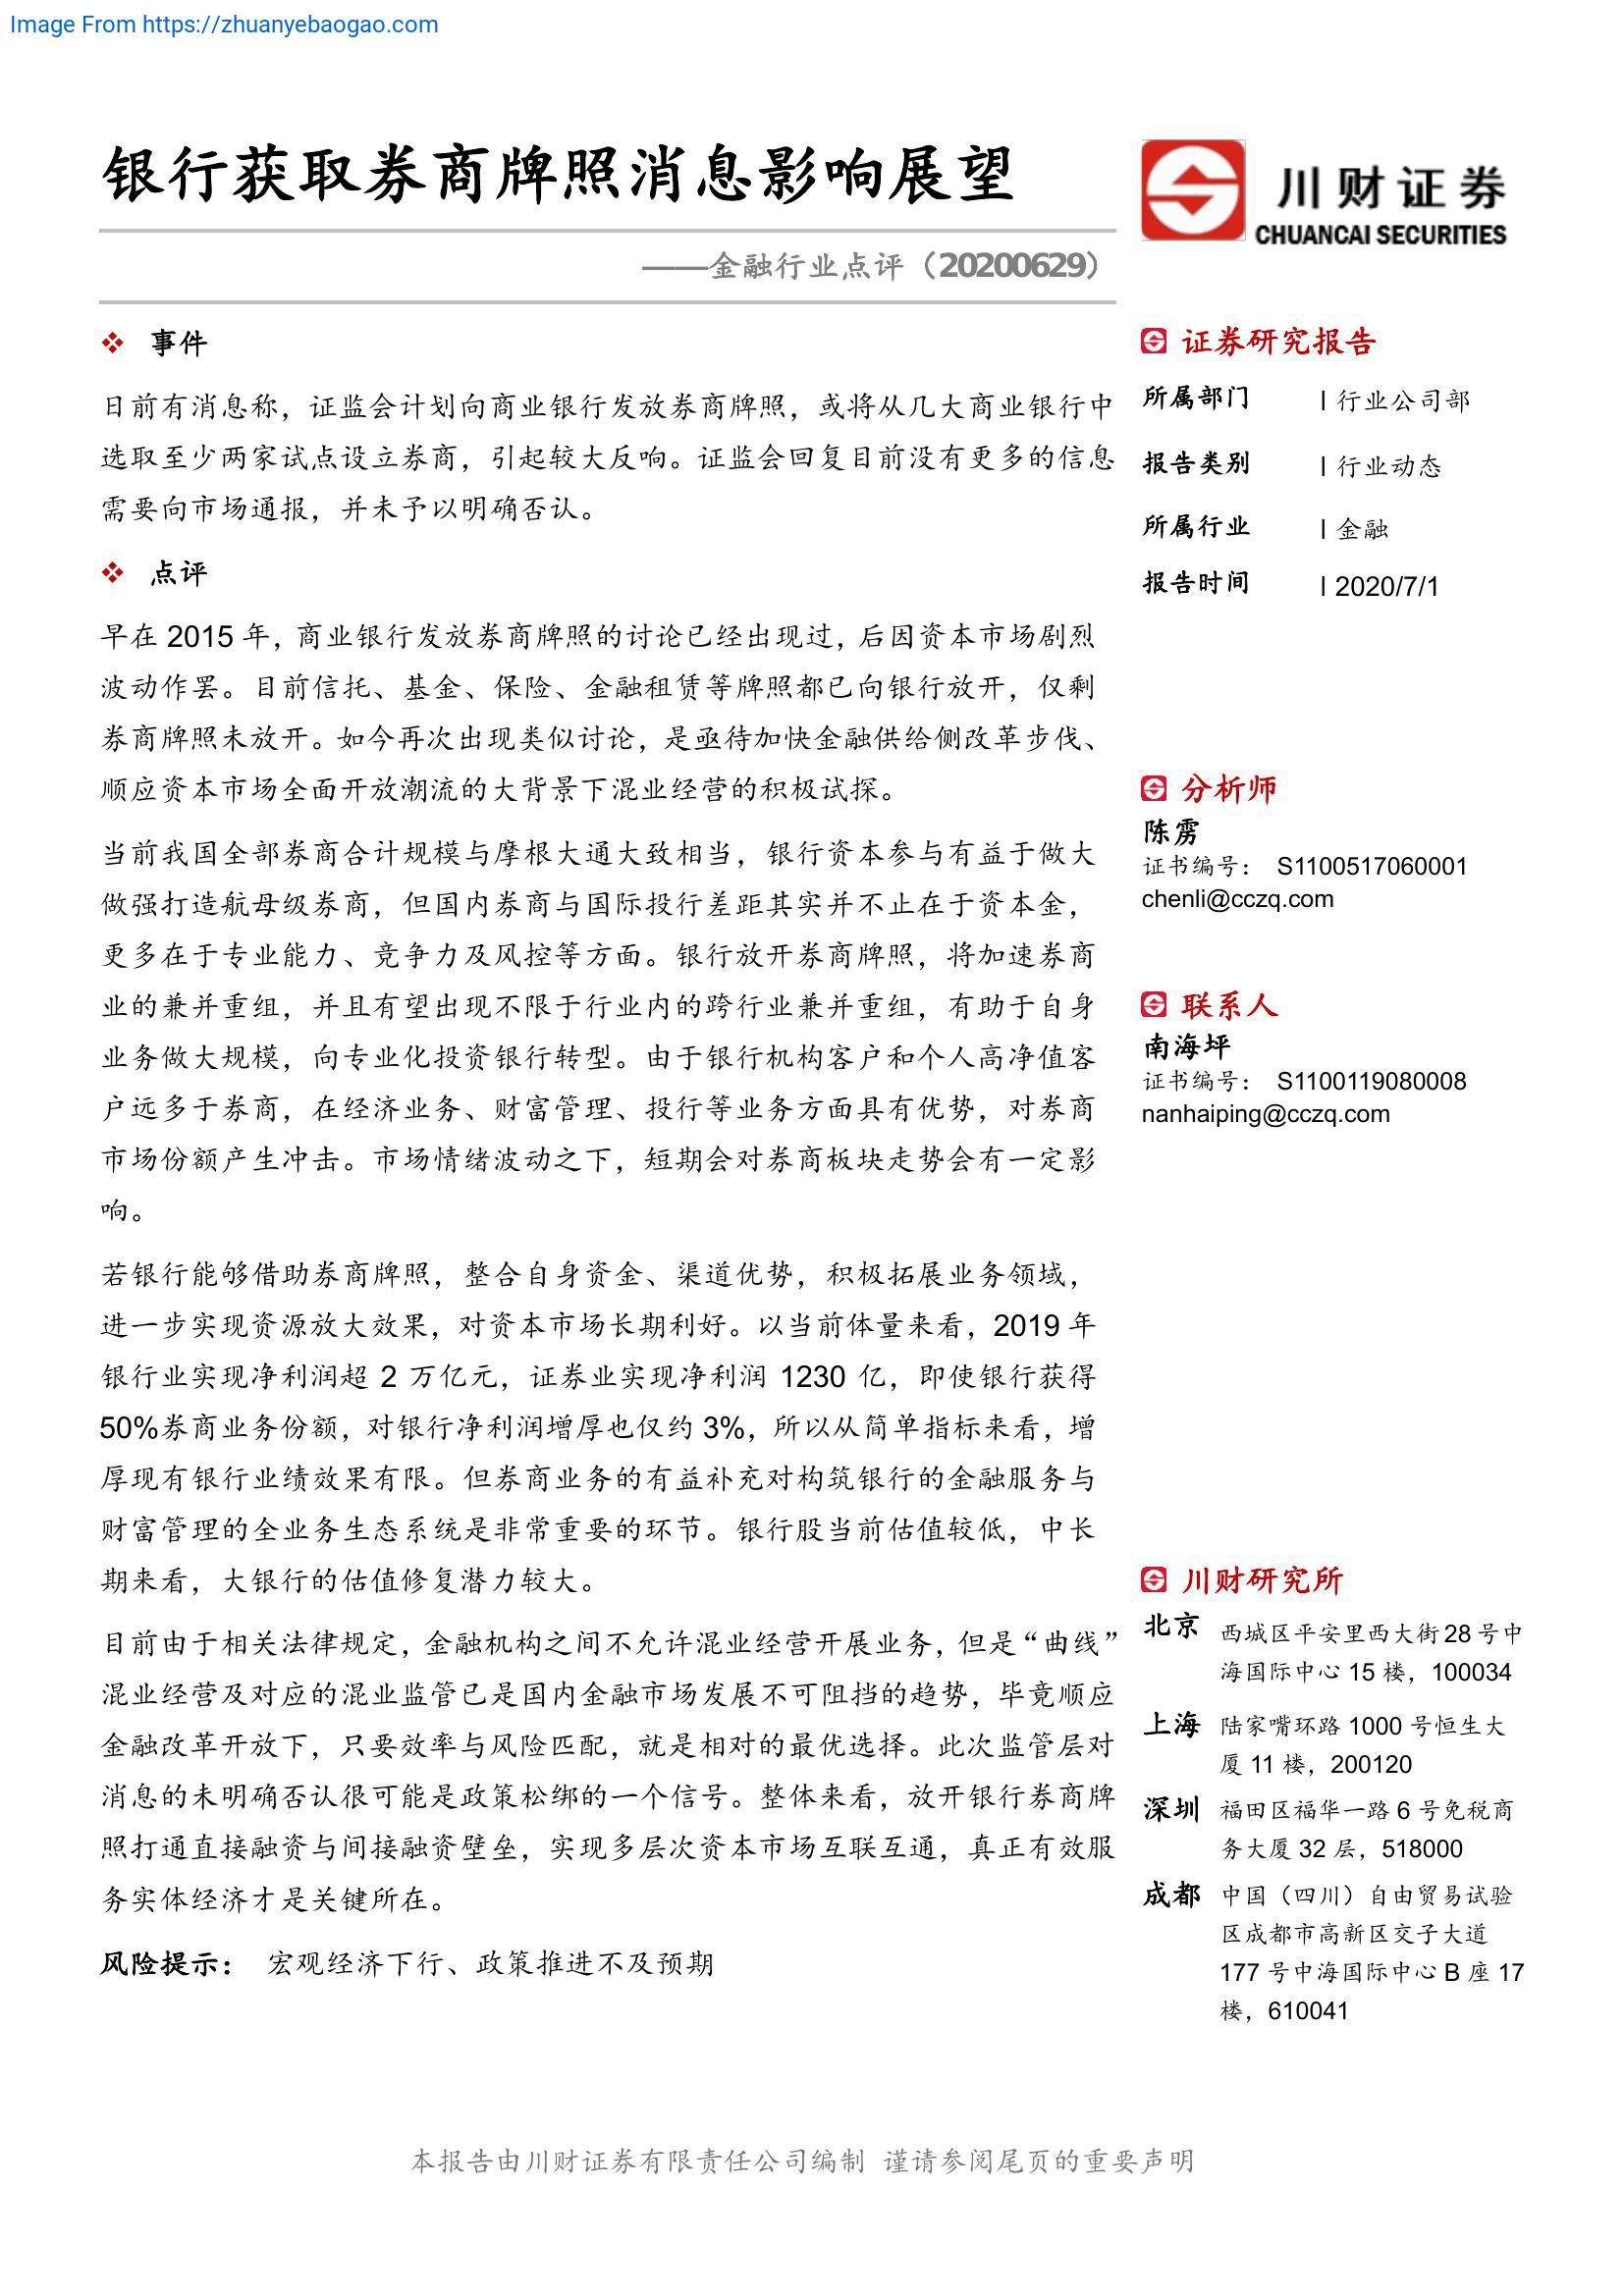 Image From https://zhuanyebaogao.com
银行获取券商牌照消息影响展望
——金融行业点评（20200629）
川财证券
CHUANCAI SECURITIES
事件
日前有消息称，证监会计划向商业银行发放券商牌照，或将从几大商业银行中
选取至少两家试点设立券商，引起较大反响。证监会回复目前没有更多的信息
需要向市场通报，并未予以明确否认。
点评
早在 2015 年，商业银行发放券商牌照的讨论已经出现过，后因资本市场剧烈
波动作罢。目前信托、基金、保险、金融租赁等牌照都已向银行放开，仅剩
券商牌照未放开。如今再次出现类似讨论，是亟待加快金融供给侧改革步伐、
顺应资本市场全面开放潮流的大背景下混业经营的积极试探。
当前我国全部券商合计规模与摩根大通大致相当，银行资本参与有益于做大
做强打造航母级券商，但国内券商与国际投行差距其实并不止在于资本金，
更多在于专业能力、竞争力及风控等方面。银行放开券商牌照，将加速券商
业的兼并重组，并且有望出现不限于行业内的跨行业兼并重组，有助于自身
业务做大规模，向专业化投资银行转型。由于银行机构客户和个人高净值客
户远多于券商，在经济业务、财富管理、投行等业务方面具有优势，对券商
市场份额产生冲击。市场情绪波动之下，短期会对券商板块走势会有一定影
响。
若银行能够借助券商牌照，整合自身资金、渠道优势，积极拓展业务领域，
进一步实现资源放大效果，对资本市场长期利好。以当前体量来看，2019 年
银行业实现净利润超 2 万亿元，证券业实现净利润 1230 亿，即使银行获得
50%券商业务份额，对银行净利润增厚也仅约 3%，所以从简单指标来看，增
厚现有银行业绩效果有限。但券商业务的有益补充对构筑银行的金融服务与
财富管理的全业务生态系统是非常重要的环节。银行股当前估值较低，中长
期来看，大银行的估值修复潜力较大。
目前由于相关法律规定，金融机构之间不允许混业经营开展业务，但是“曲线”
混业经营及对应的混业监管已是国内金融市场发展不可阻挡的趋势，毕竟顺应
金融改革开放下，只要效率与风险匹配，就是相对的最优选择。此次监管层对
消息的未明确否认很可能是政策松绑的一个信号。整体来看，放开银行券商牌
照打通直接融资与间接融资壁垒，实现多层次资本市场互联互通，真正有效服
务实体经济才是关键所在。
风险提示： 宏观经济下行、政策推进不及预期
证券研究报告
所属部门 l 行业公司部
报告类别 l 行业动态
所属行业 l 金融
报告时间 l 2020/7/1
分析师
陈雳
证书编号： S1100517060001
chenli@cczq.com
联系人
南海坪
证书编号： S1100119080008
nanhaiping@cczq.com
川财研究所
北京 西城区平安里西大街 28 号中
海国际中心 15 楼，100034
上海 陆家嘴环路 1000 号恒生大
厦 11 楼，200120
深圳 福田区福华一路 6 号免税商
务大厦 32 层，518000
成都 中国（四川）自由贸易试验
区成都市高新区交子大道
177 号中海国际中心 B 座 17
楼，610041
本报告由川财证券有限责任公司编制 谨请参阅尾页的重要声明